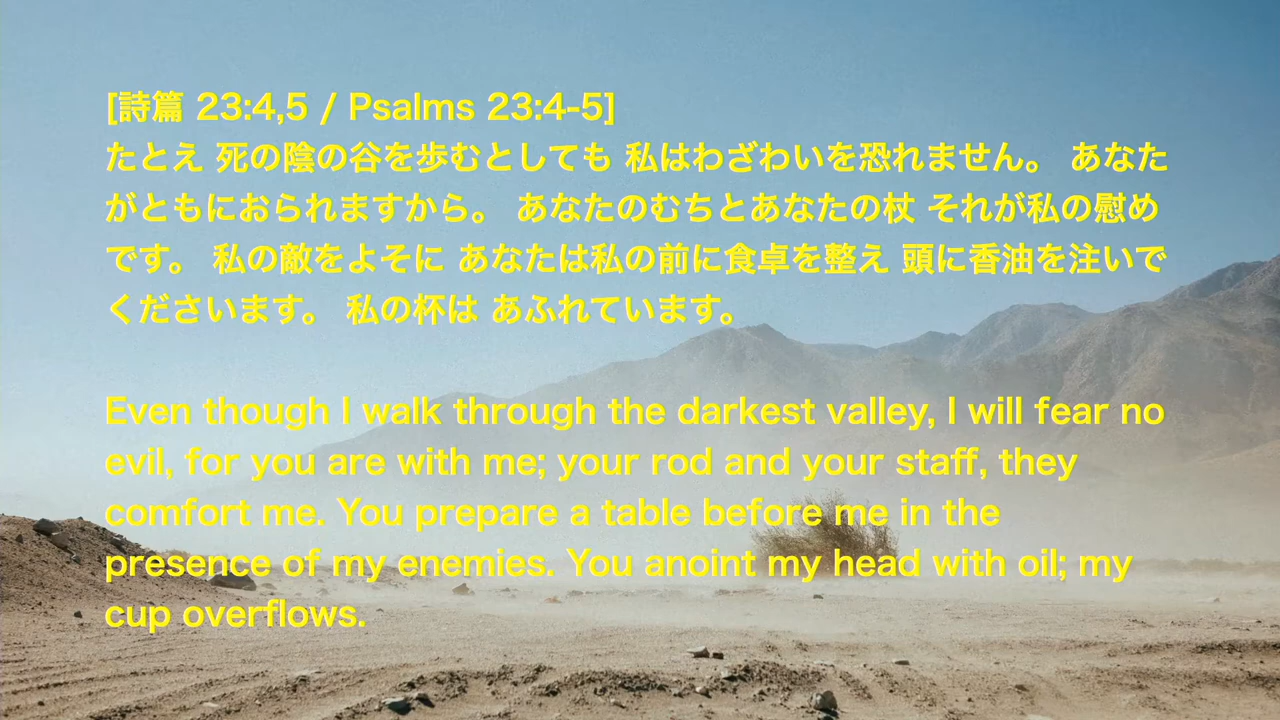 [詩篇 23:4,5 / Psalms 23:4-5]
たとえ 死の陰の谷を歩むとしても 私はわざわいを恐れません。 あなた
がともにおられますから。 あなたのむちとあなたの杖 それが私の慰め
です。 私の敵をよそに あなたは私の前に食卓を整え 頭に香油を注いで
くださいます。 私の杯は あふれています。
Even though I walk through the darkest valley, I will fear no
evil, for you are with me; your rod and your staff, they
comfort me. You prepare a table before me in the
presence of my enemies. You anoint my head with oil; my
cup overflows.